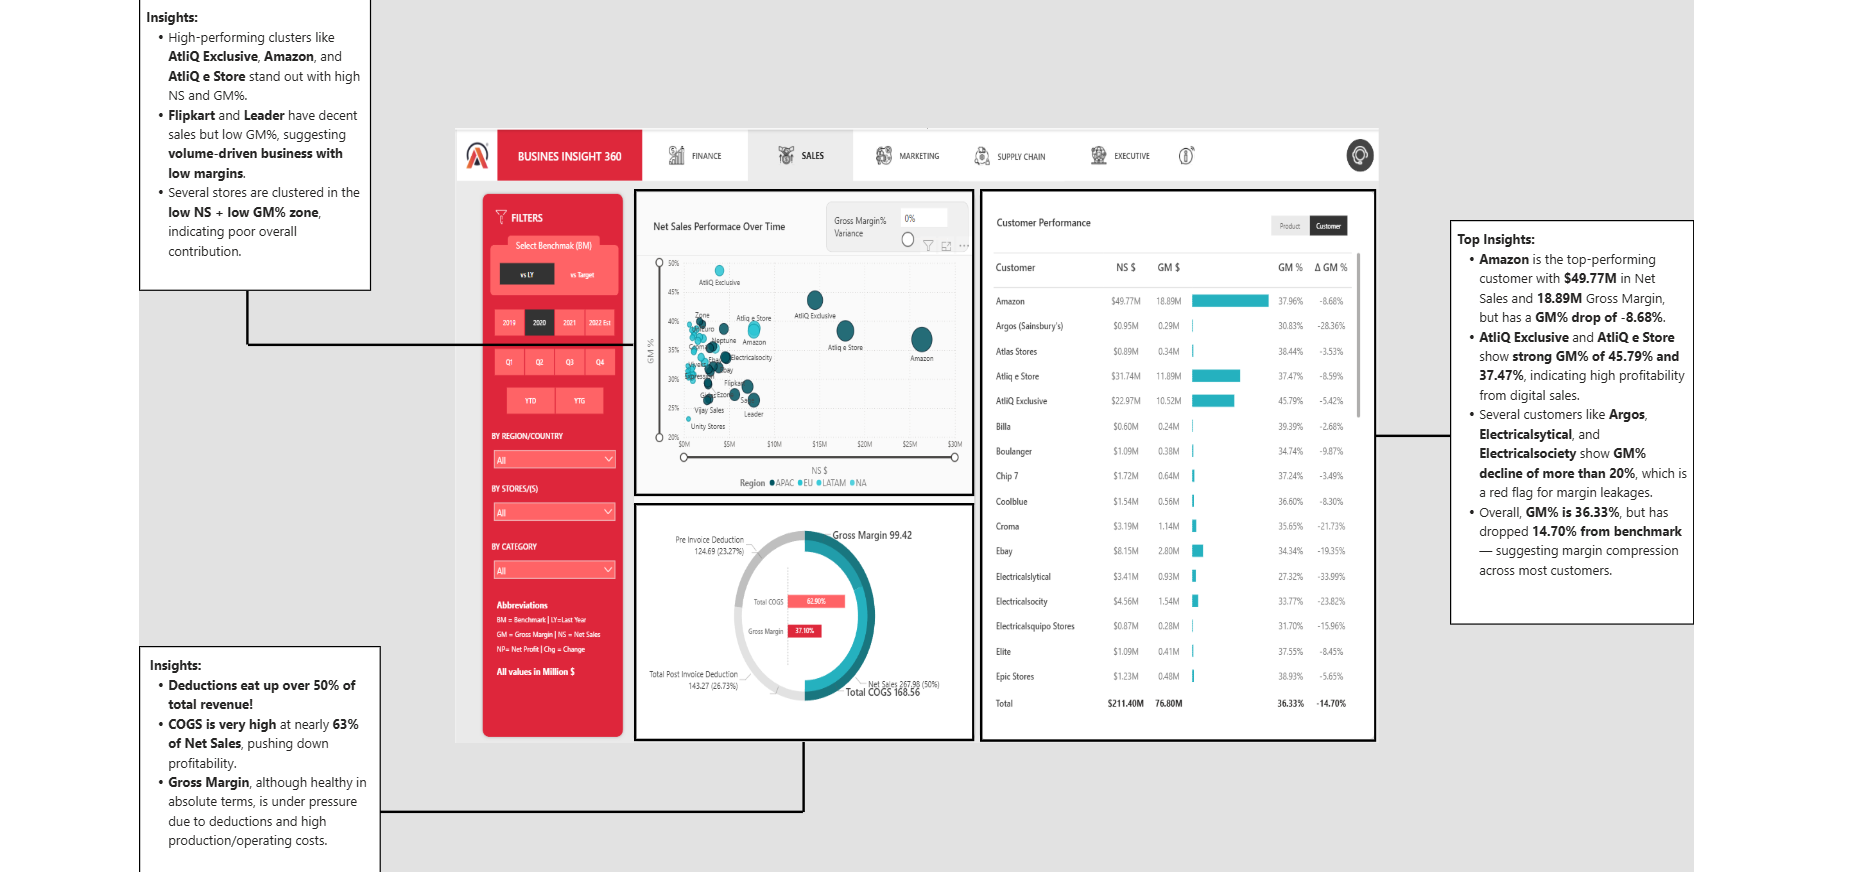 Insights:
• High-performing clusters like
AtliQ Exclusive, Amazon, and
AtliQ e Store stand out with high
NS and GM%.
• Flipkart and Leader have decent
sales but low GM%, suggesting
volume-driven business with
low margins.
• Several stores are clustered in the
low NS + low GM% zone,
indicating poor overall
contribution.
BUSINES INSIGHT 360
FINANCE
SALES
MARKETING
SUPPLY CHAIN
EXECUTIVE
FILTERS
Select Benchmak (BM)
vs LY
vs Target
2019
2020
2021
2022 Est
Q1
Q2
Q3
Q4
YTD
YTG
BY REGION/COUNTRY
All
BY STORES/(S)
All
BY CATEGORY
All
Abbreviations
BM = Benchmark | LY=Last Year
GM = Gross Margin | NS = Net Sales
NP= Net Profit | Chg = Change
All values in Million $
Net Sales Performace Over Time
Gross Margin%
Variance
0%
GM %
50%
45%
40%
35%
30%
25%
20%
AtliQ Exclusive
Zone
Atliq e Store
AtliQ Exclusive
Neptune
Amazon
Atliq e Store
Electricalsocity
Amazon
Flipka
Leader
Vijay Sales
Unity Stores
$0M
$5M
$10M
$15M
$20M
$25M
$30M
NS $
Region APAC EU LATAM NA
Pre Invoice Deduction
124.69 (23.27%)
Gross Margin 99.42
Total COGS
62.90%
Gross Margin
37.10%
Total Post Invoice Deduction
143.27 (26.73%)
Net Sales 267.98 (50%)
Total COGS 168.56
Customer Performance
Product
Customer
Customer NS $ GM $ GM % Δ GM %
Amazon $49.77M 18.89M 37.96% -8.68%
Argos (Sainsbury's) $0.95M 0.29M 30.83% -28.36%
Atlas Stores $0.89M 0.34M 38.44% -3.53%
Atliq e Store $31.74M 11.89M 37.47% -8.59%
AtliQ Exclusive $22.97M 10.52M 45.79% -5.42%
Billa $0.60M 0.24M 39.39% -2.68%
Boulanger $1.09M 0.38M 34.74% -9.87%
Chip 7 $1.72M 0.64M 37.24% -3.49%
Coolblue $1.54M 0.56M 36.60% -8.30%
Croma $3.19M 1.14M 35.65% -21.73%
Ebay $8.15M 2.80M 34.34% -19.35%
Electricalslytical $3.41M 0.93M 27.32% -33.99%
Electricalsocity $4.56M 1.54M 33.77% -23.82%
Electricalsquipo Stores $0.87M 0.28M 31.70% -15.96%
Elite $1.09M 0.41M 37.55% -8.45%
Epic Stores $1.23M 0.48M 38.93% -5.65%
Total $211.40M 76.80M 36.33% -14.70%
Top Insights:
• Amazon is the top-performing
customer with $49.77M in Net
Sales and 18.89M Gross Margin,
but has a GM% drop of -8.68%.
• AtliQ Exclusive and AtliQ e Store
show strong GM% of 45.79% and
37.47%, indicating high profitability
from digital sales.
• Several customers like Argos,
Electricalsytical, and
Electricalsociety show GM%
decline of more than 20%, which is
a red flag for margin leakages.
• Overall, GM% is 36.33%, but has
dropped 14.70% from benchmark
— suggesting margin compression
across most customers.
Insights:
• Deductions eat up over 50% of
total revenue!
• COGS is very high at nearly 63%
of Net Sales, pushing down
profitability.
• Gross Margin, although healthy in
absolute terms, is under pressure
due to deductions and high
production/operating costs.